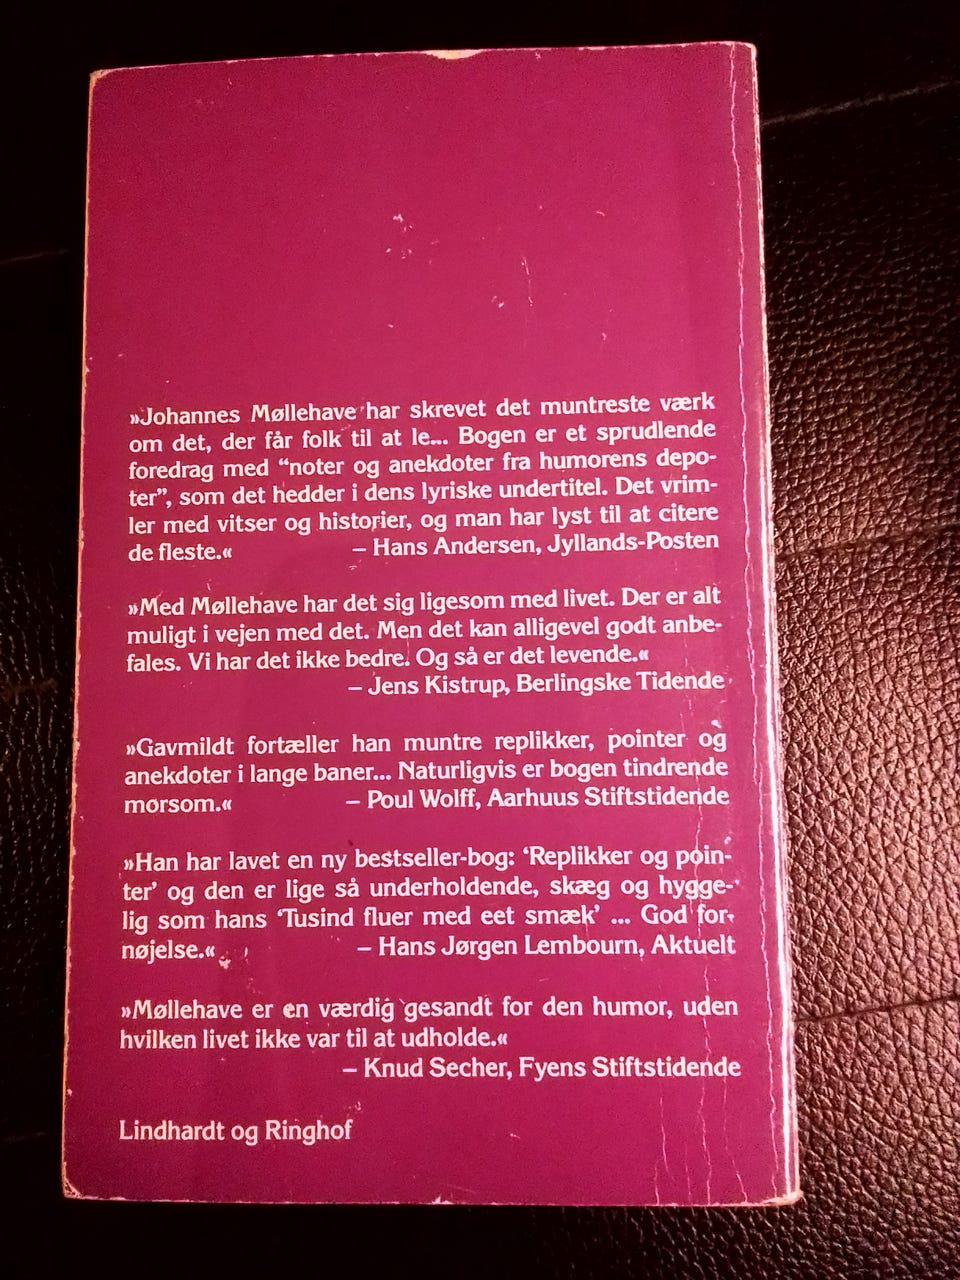 »Johannes Møllehave har skrevet det muntreste værk
om det, der får folk til at le... Bogen er et sprudlende
foredrag med “noter og anekdoter fra humorens depo-
ter”, som det hedder i dens lyriske undertitel. Det vrim-
ler med vitser og historier, og man har lyst til at citere
de fleste.« – Hans Andersen, Jyllands-Posten
»Med Møllehave har det sig ligesom med livet. Der er alt
muligt i vejen med det. Men det kan alligevel godt anbe-
fales. Vi har det ikke bedre. Og så er det levende.«
– Jens Kistrup, Berlingske Tidende
»Gavmildt fortæller han muntre replikker, pointer og
anekdoter i lange baner... Naturligvis er bogen tindrende
mørsom.« – Poul Wolff, Aarhuus Stiftstidende
»Han har lavet en ny bestseller-bog: ‘Replikker og poin-
ter’ og den er lige så underholdende, skæg og hygge-
lig som hans ‘Tusind fluer med eet smæk’ ... God for-
nøjelse.« – Hans Jørgen Lembourn, Aktuelt
»Møllehave er en værdig gesandt for den humor, uden
hvilken livet ikke var til at udholde.«
– Knud Secher, Fyens Stiftstidende
Lindhardt og Ringhof